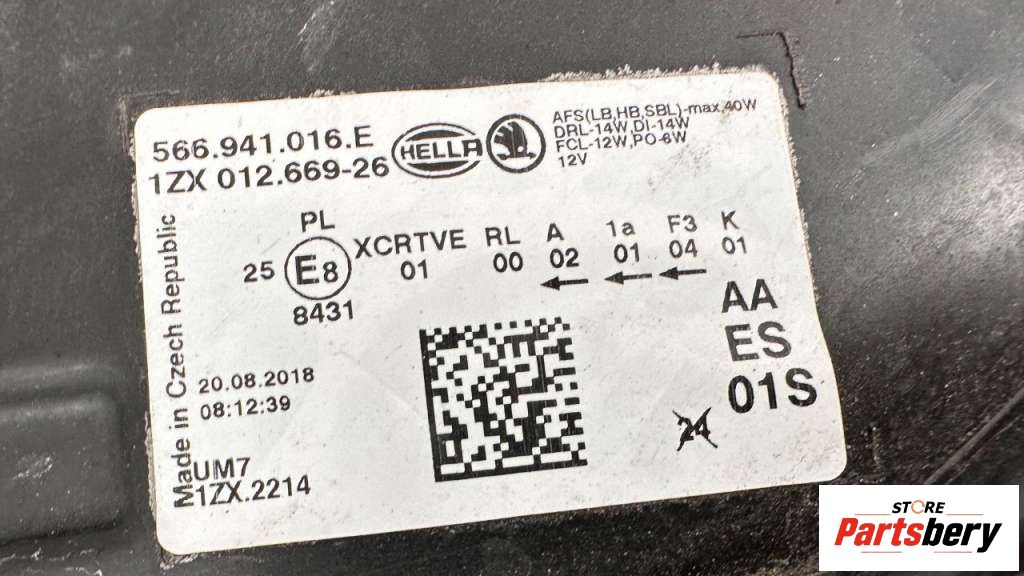 566.941.016.E
1ZX 012.669-26
HELLA
AFS(LB,HB,SBL)-max.40W
DRL-14W,DI-14W
FCL-12W,PO-6W
12V
PL
25 E8 XCRTVE RL A 1a F3 K
01 00 02 01 04 01
8431
AA
ES
01S
24
20.08.2018
08:12:39
UM7
1ZX.2214
Made in Czech Republic
STORE
Partsbery